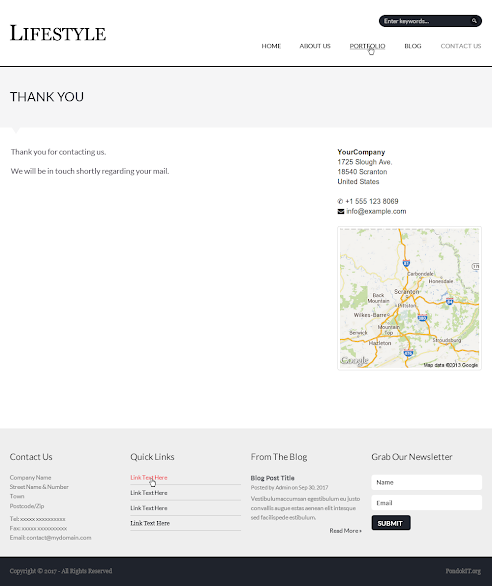 Enter keywords...
LIFESTYLE
HOME ABOUT US PORTFOLIO BLOG CONTACT US
THANK YOU
Thank you for contacting us.
We will be in touch shortly regarding your mail.
YourCompany
1725 Slough Ave.
18540 Scranton
United States
✆ +1 555 123 8069
✉ info@example.com
Carbondale
Honesdale
Scranton
Back
Mountain
Pittston
Wilkes-Barre
Berwick
Mountain
Top
Stroudsburg
Hazleton
Google
Map data ©2013 Google
Contact Us
Company Name
Street Name & Number
Town
Postcode/Zip
Tel: xxxxx xxxxxxxxxx
Fax: xxxxx xxxxxxxxxx
Email: contact@mydomain.com
Quick Links
Link Text Here
Link Text Here
Link Text Here
Link Text Here
From The Blog
Blog Post Title
Posted by Admin on Sep 30, 2017
Vestibulumaccumsan egestibulum eu justo
convallis augue estas aenean elit intesque
sed facilispede estibulum.
Read More »
Grab Our Newsletter
Name
Email
SUBMIT
Copyright © 2017 - All Rights Reserved
PondokIT.org